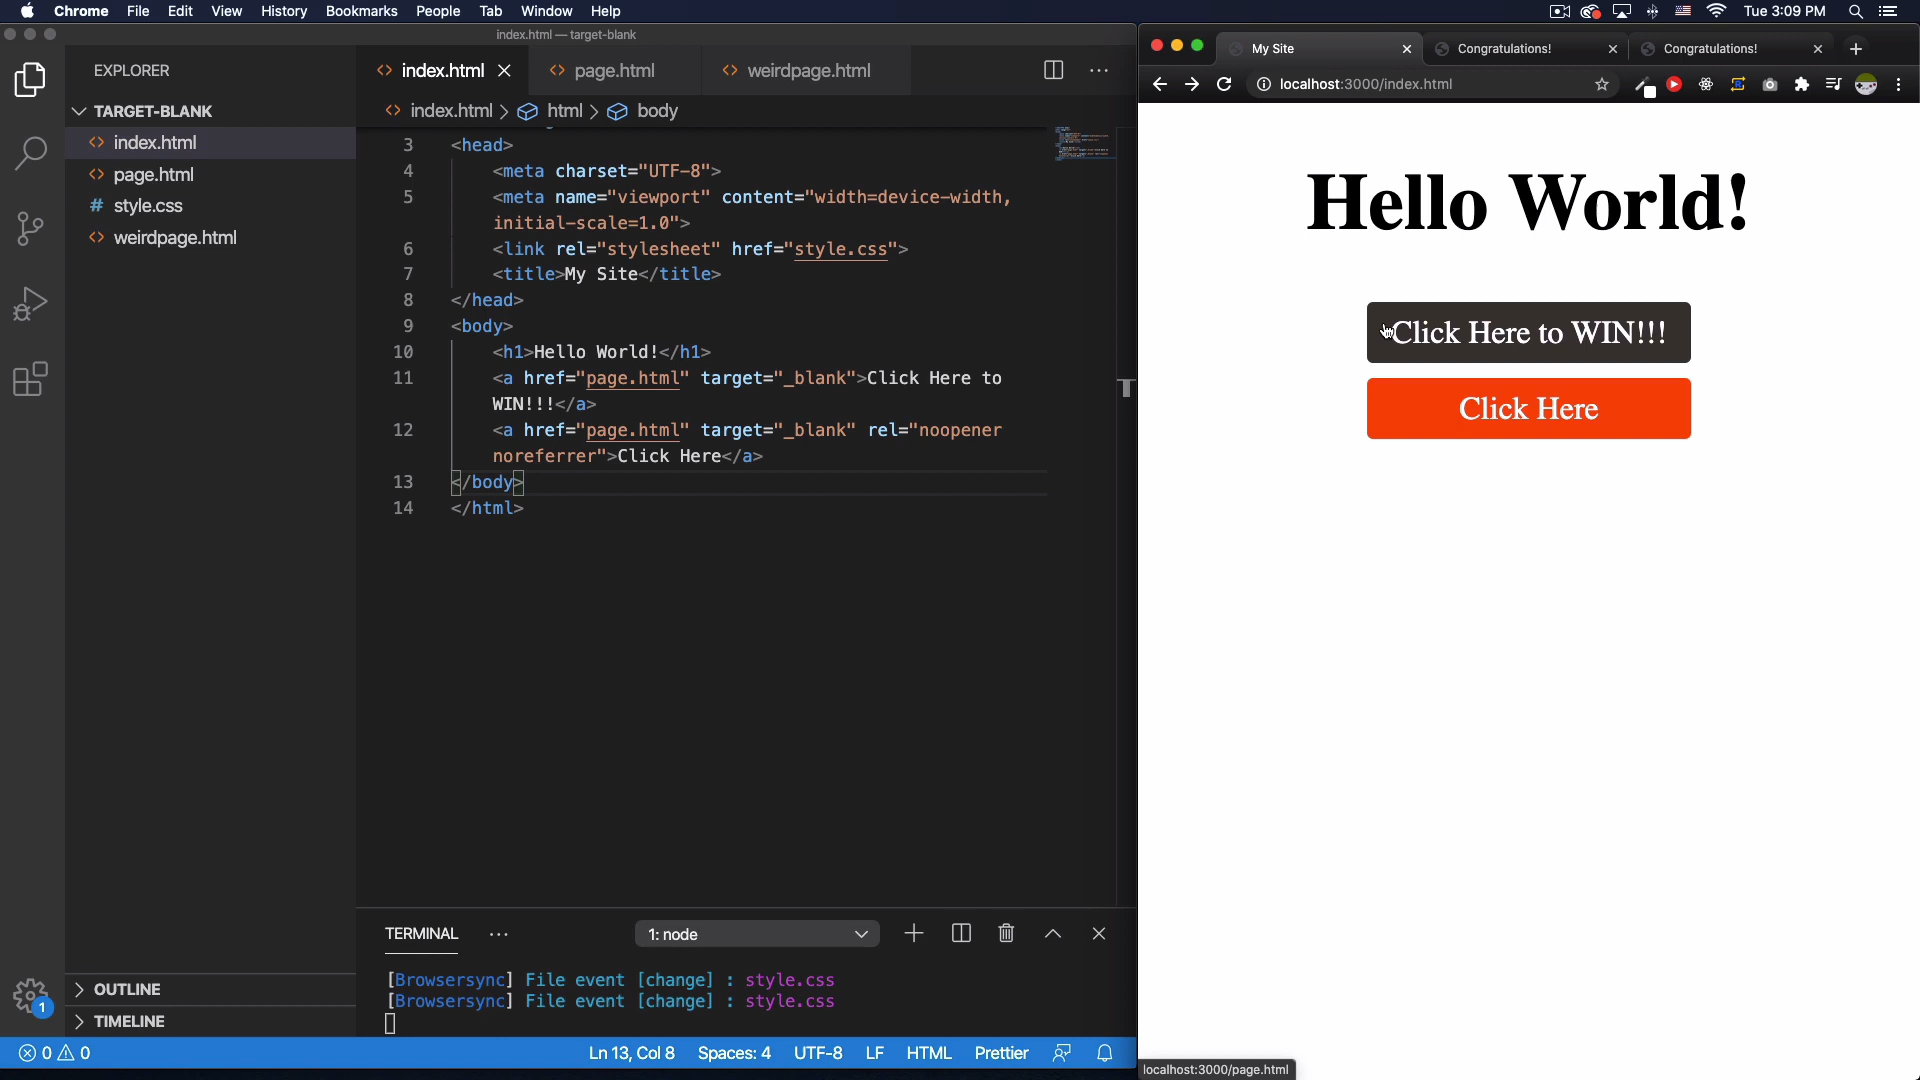 Chrome File Edit View History Bookmarks People Tab Window Help
Tue 3:09 PM
index.html — target-blank
EXPLORER
TARGET-BLANK
index.html
page.html
style.css
weirdpage.html
OUTLINE
TIMELINE
index.html
page.html
weirdpage.html
index.html > html > body
3 <head>
4 <meta charset="UTF-8">
5 <meta name="viewport" content="width=device-width,
initial-scale=1.0">
6 <link rel="stylesheet" href="style.css">
7 <title>My Site</title>
8 </head>
9 <body>
10 <h1>Hello World!</h1>
11 <a href="page.html" target="_blank">Click Here to
WIN!!!</a>
12 <a href="page.html" target="_blank" rel="noopener
noreferrer">Click Here</a>
13 </body>
14 </html>
TERMINAL
1: node
[Browsersync] File event [change] : style.css
[Browsersync] File event [change] : style.css
1
0 0
Ln 13, Col 8 Spaces: 4 UTF-8 LF HTML Prettier
My Site
Congratulations!
Congratulations!
localhost:3000/index.html
Hello World!
Click Here to WIN!!!
Click Here
localhost:3000/page.html